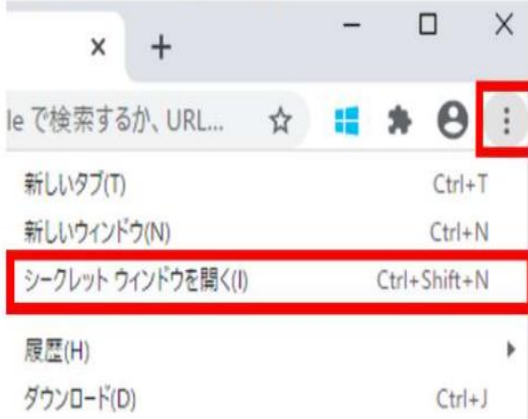 le で検索するか、URL...
新しいタブ(T) Ctrl+T
新しいウィンドウ(N) Ctrl+N
シークレット ウィンドウを開く(I) Ctrl+Shift+N
履歴(H)
ダウンロード(D) Ctrl+J